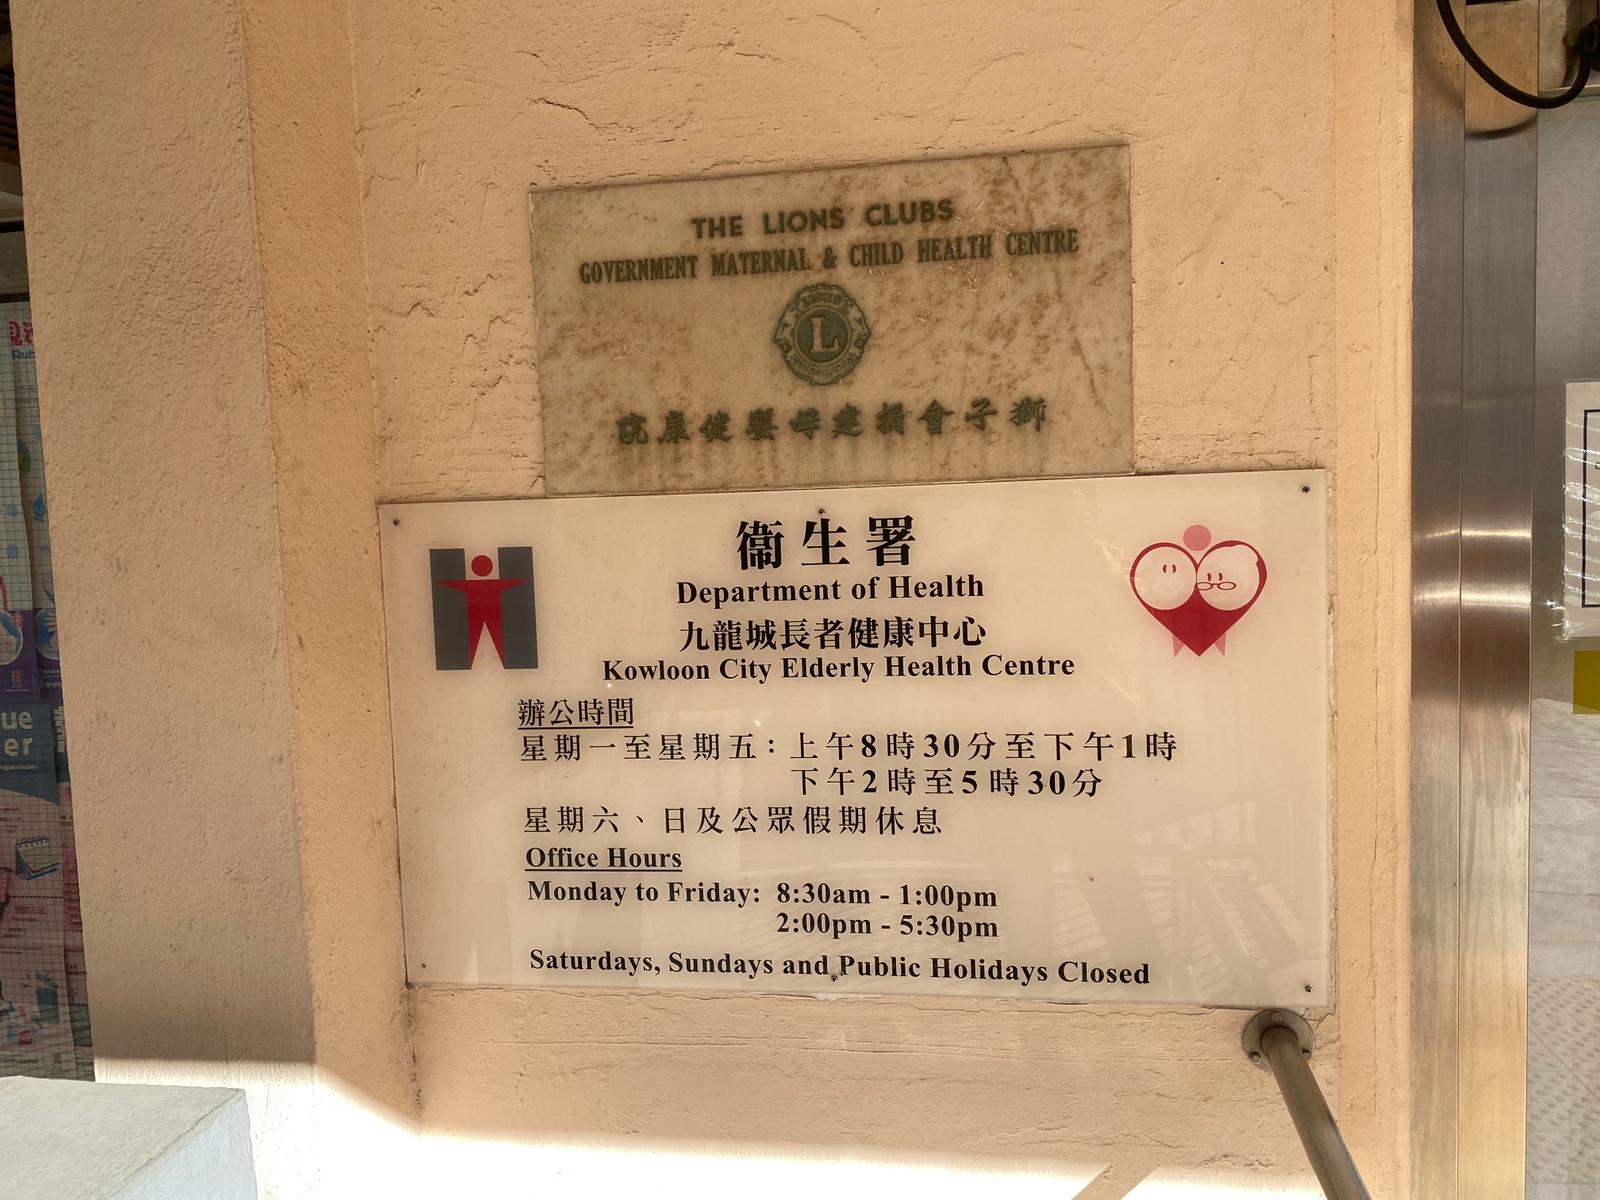 THE LIONS CLUBS
GOVERNMENT MATERNAL & CHILD HEALTH CENTRE
LIONS
L
院康健嬰母建捐會子獅
衞生署
Department of Health
九龍城長者健康中心
Kowloon City Elderly Health Centre
辦公時間
星期一至星期五：上午8時30分至下午1時
下午2時至5時30分
星期六、日及公眾假期休息
Office Hours
Monday to Friday: 8:30am - 1:00pm
2:00pm - 5:30pm
Saturdays, Sundays and Public Holidays Closed
ue
er